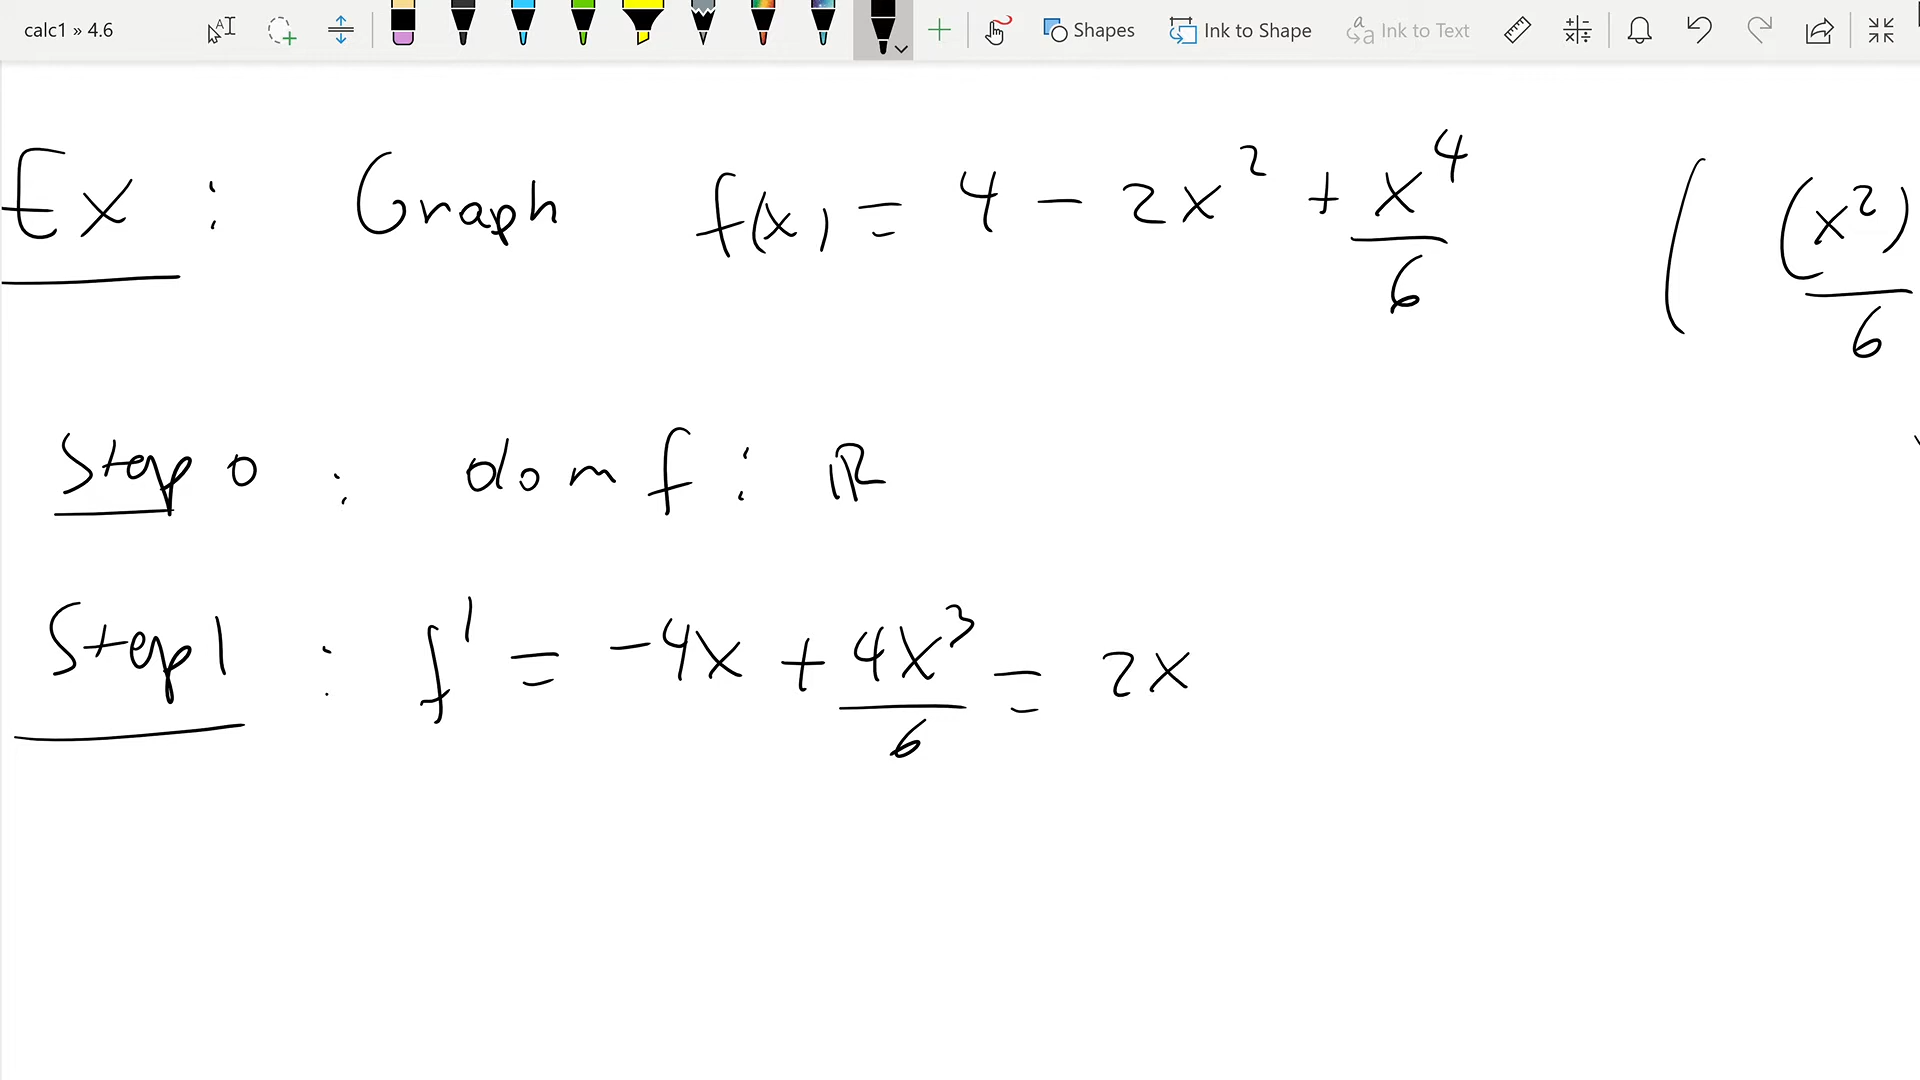 calc1 » 4.6 Shapes Ink to Shape Ink to Text
Ex : Graph f(x) = 4 - 2x² + x⁴/6 ( (x²)/6
Step 0 : dom f : ℝ
Step 1 : f' = -4x + 4x³/6 = 2x